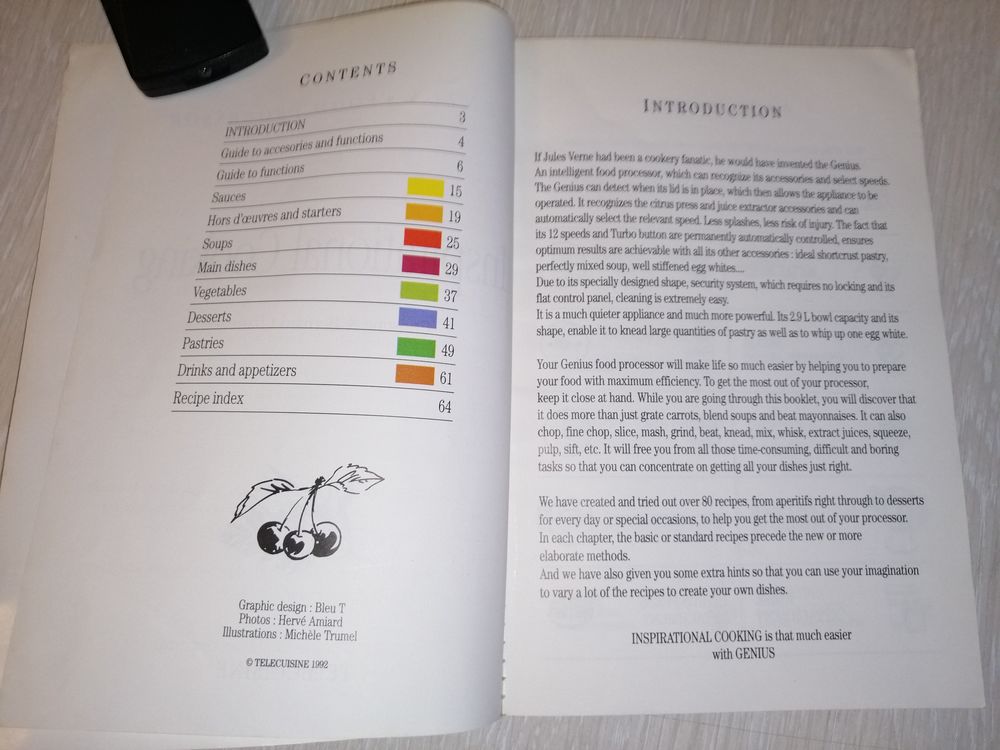 CONTENTS
INTRODUCTION 3
Guide to accesories and functions 4
Guide to functions 6
Sauces 15
Hors d'œuvres and starters 19
Soups 25
Main dishes 29
Vegetables 37
Desserts 41
Pastries 49
Drinks and appetizers 61
Recipe index 64
Graphic design : Bleu T
Photos : Hervé Amiard
Illustrations : Michèle Trumel
© TELECUISINE 1992
INTRODUCTION
If Jules Verne had been a cookery fanatic, he would have invented the Genius.
An intelligent food processor, which can recognize its accessories and select speeds.
The Genius can detect when its lid is in place, which then allows the appliance to be
operated. It recognizes the citrus press and juice extractor accessories and can
automatically select the relevant speed. Less splashes, less risk of injury. The fact that
its 12 speeds and Turbo button are permanently automatically controlled, ensures
optimum results are achievable with all its other accessories : ideal shortcrust pastry,
perfectly mixed soup, well stiffened egg whites....
Due to its specially designed shape, security system, which requires no locking and its
flat control panel, cleaning is extremely easy.
It is a much quieter appliance and much more powerful. Its 2.9 L bowl capacity and its
shape, enable it to knead large quantities of pastry as well as to whip up one egg white.
Your Genius food processor will make life so much easier by helping you to prepare
your food with maximum efficiency. To get the most out of your processor,
keep it close at hand. While you are going through this booklet, you will discover that
it does more than just grate carrots, blend soups and beat mayonnaises. It can also
chop, fine chop, slice, mash, grind, beat, knead, mix, whisk, extract juices, squeeze,
pulp, sift, etc. It will free you from all those time-consuming, difficult and boring
tasks so that you can concentrate on getting all your dishes just right.
We have created and tried out over 80 recipes, from aperitifs right through to desserts
for every day or special occasions, to help you get the most out of your processor.
In each chapter, the basic or standard recipes precede the new or more
elaborate methods.
And we have also given you some extra hints so that you can use your imagination
to vary a lot of the recipes to create your own dishes.
INSPIRATIONAL COOKING is that much easier
with GENIUS